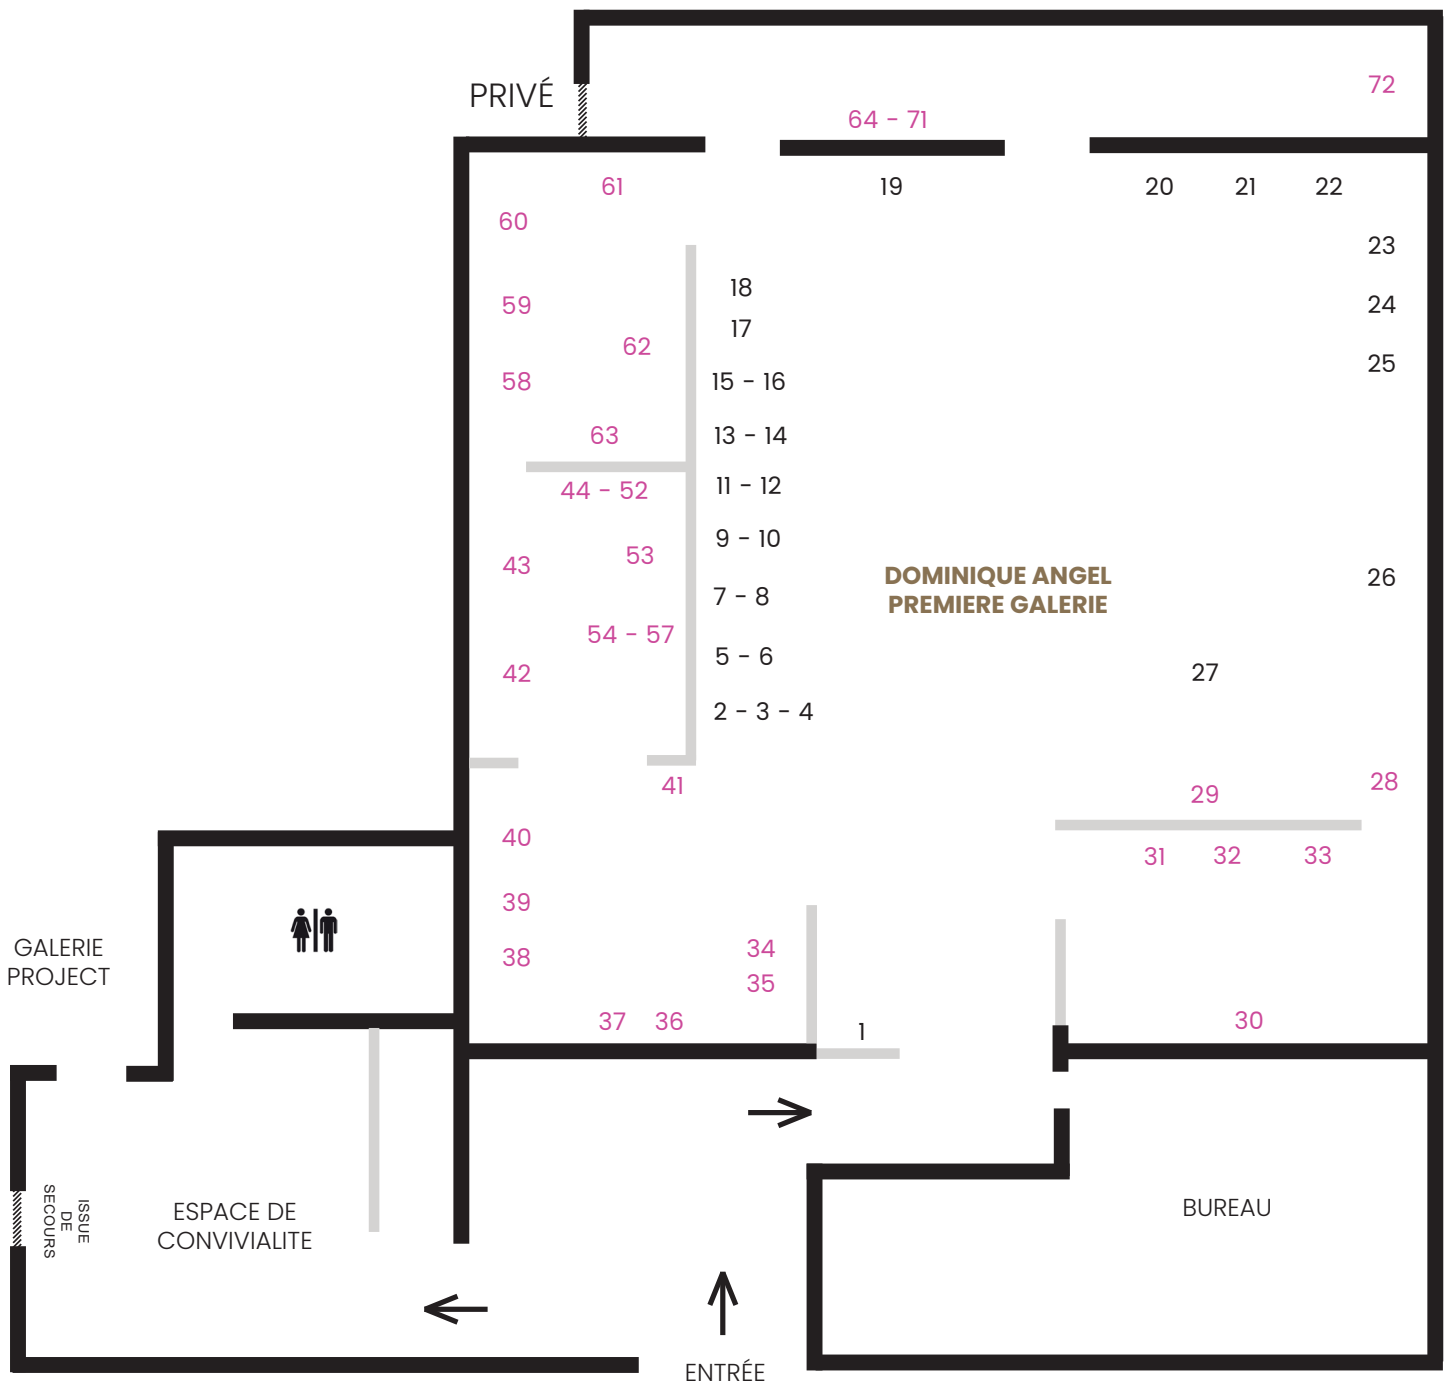 72
PRIVÉ
64 - 71
61
19
20
21
22
60
23
18
59
24
17
62
25
58
15 - 16
63
13 - 14
44 - 52
11 - 12
9 - 10
53
43
DOMINIQUE ANGEL
PREMIERE GALERIE
26
7 - 8
54 - 57
5 - 6
42
27
2 - 3 - 4
41
28
29
40
31
32
33
39
GALERIE
PROJECT
38
34
35
37
36
1
30
ISSUE
DE
SECOURS
ESPACE DE
CONVIVIALITE
BUREAU
ENTRÉE